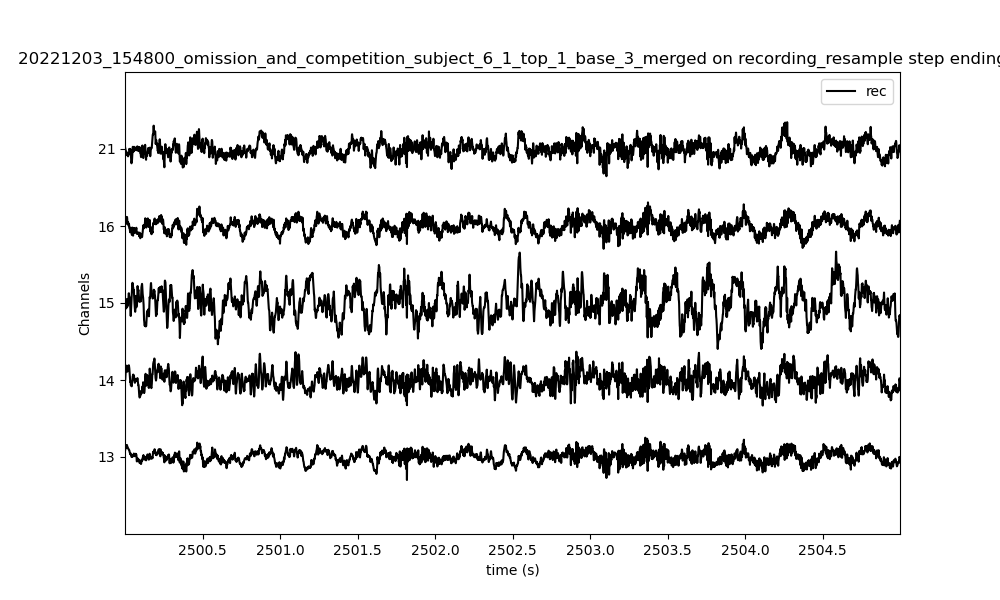 20221203_154800_omission_and_competition_subject_6_1_top_1_base_3_merged on recording_resample step ending
rec
21
16
15
14
13
Channels
2500.5 2501.0 2501.5 2502.0 2502.5 2503.0 2503.5 2504.0 2504.5
time (s)